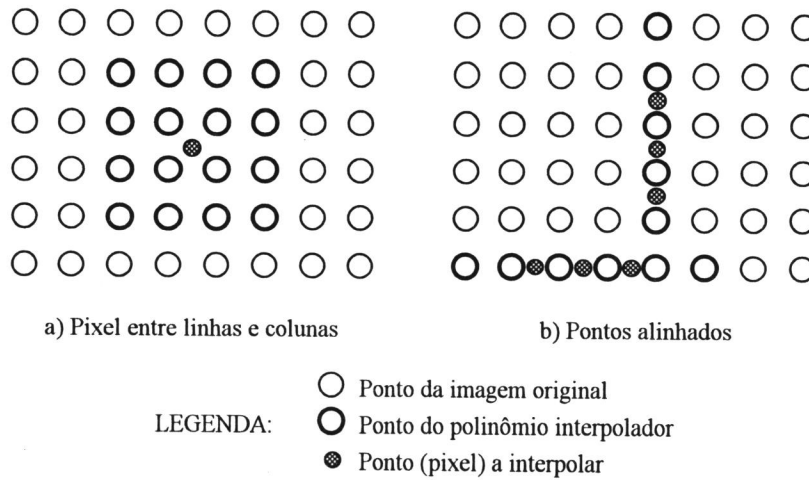 a) Pixel entre linhas e colunas
b) Pontos alinhados
LEGENDA:
Ponto da imagem original
Ponto do polinômio interpolador
Ponto (pixel) a interpolar